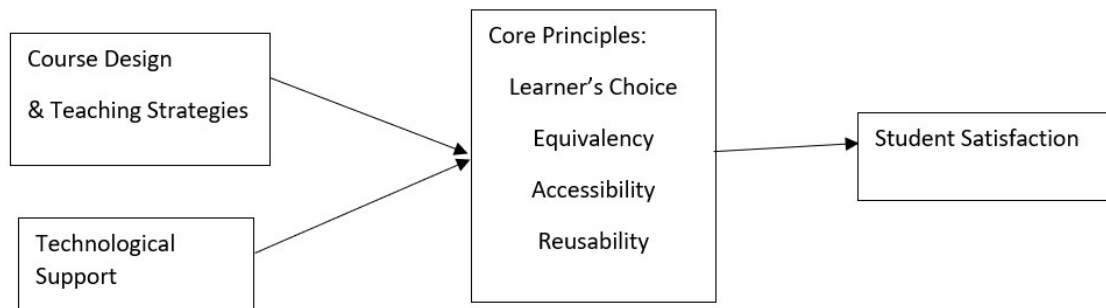 Course Design
& Teaching Strategies
Technological
Support
Core Principles:
Learner’s Choice
Equivalency
Accessibility
Reusability
Student Satisfaction